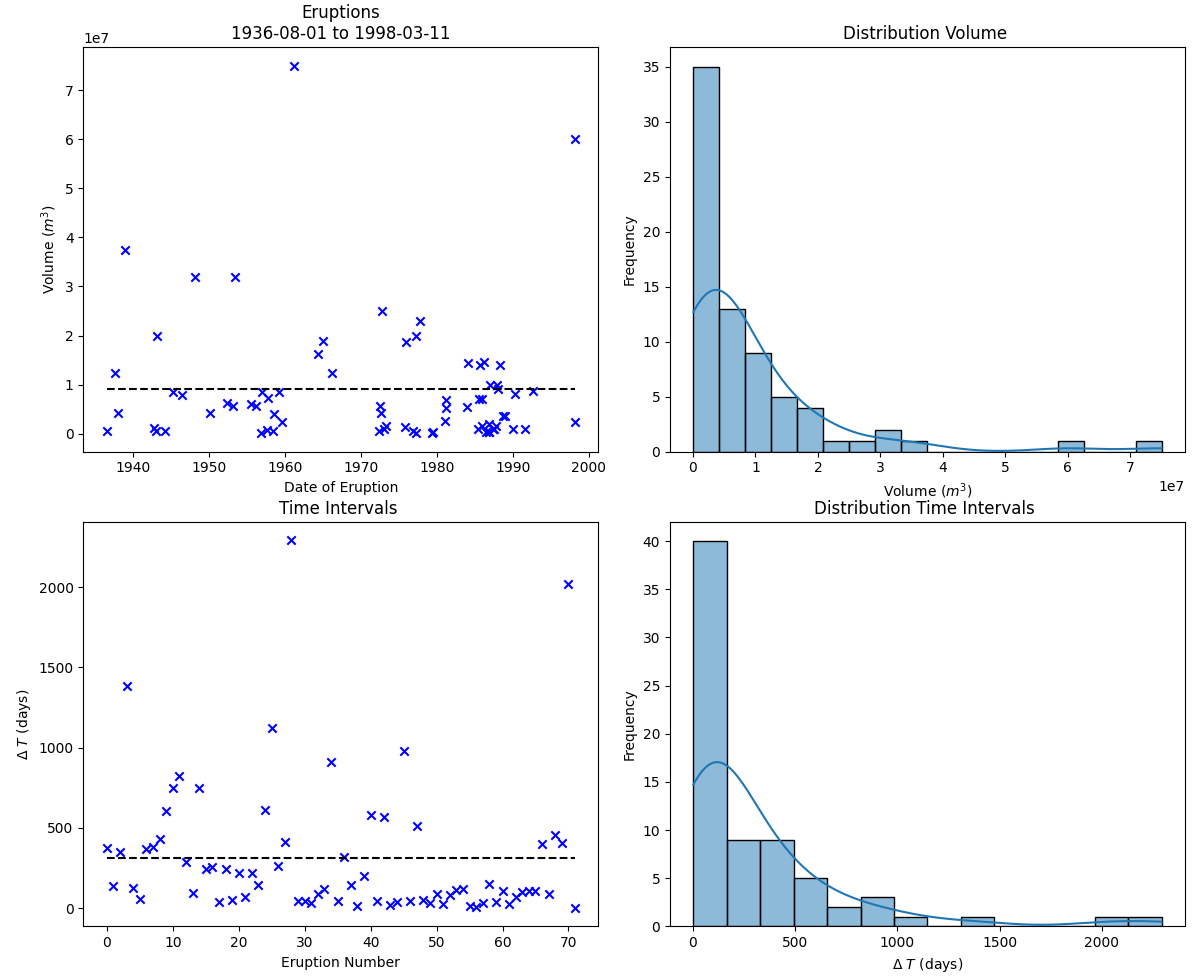 Eruptions
1936-08-01 to 1998-03-11
1e7
7
6
5
4
3
2
1
0
Volume (m³)
1940 1950 1960 1970 1980 1990 2000
Date of Eruption
Distribution Volume
35
30
25
20
15
10
5
0
Frequency
0 1 2 3 4 5 6 7
1e7
Volume (m³)
Time Intervals
2000
1500
1000
500
0
Δ T (days)
0 10 20 30 40 50 60 70
Eruption Number
Distribution Time Intervals
40
35
30
25
20
15
10
5
0
Frequency
0 500 1000 1500 2000
Δ T (days)